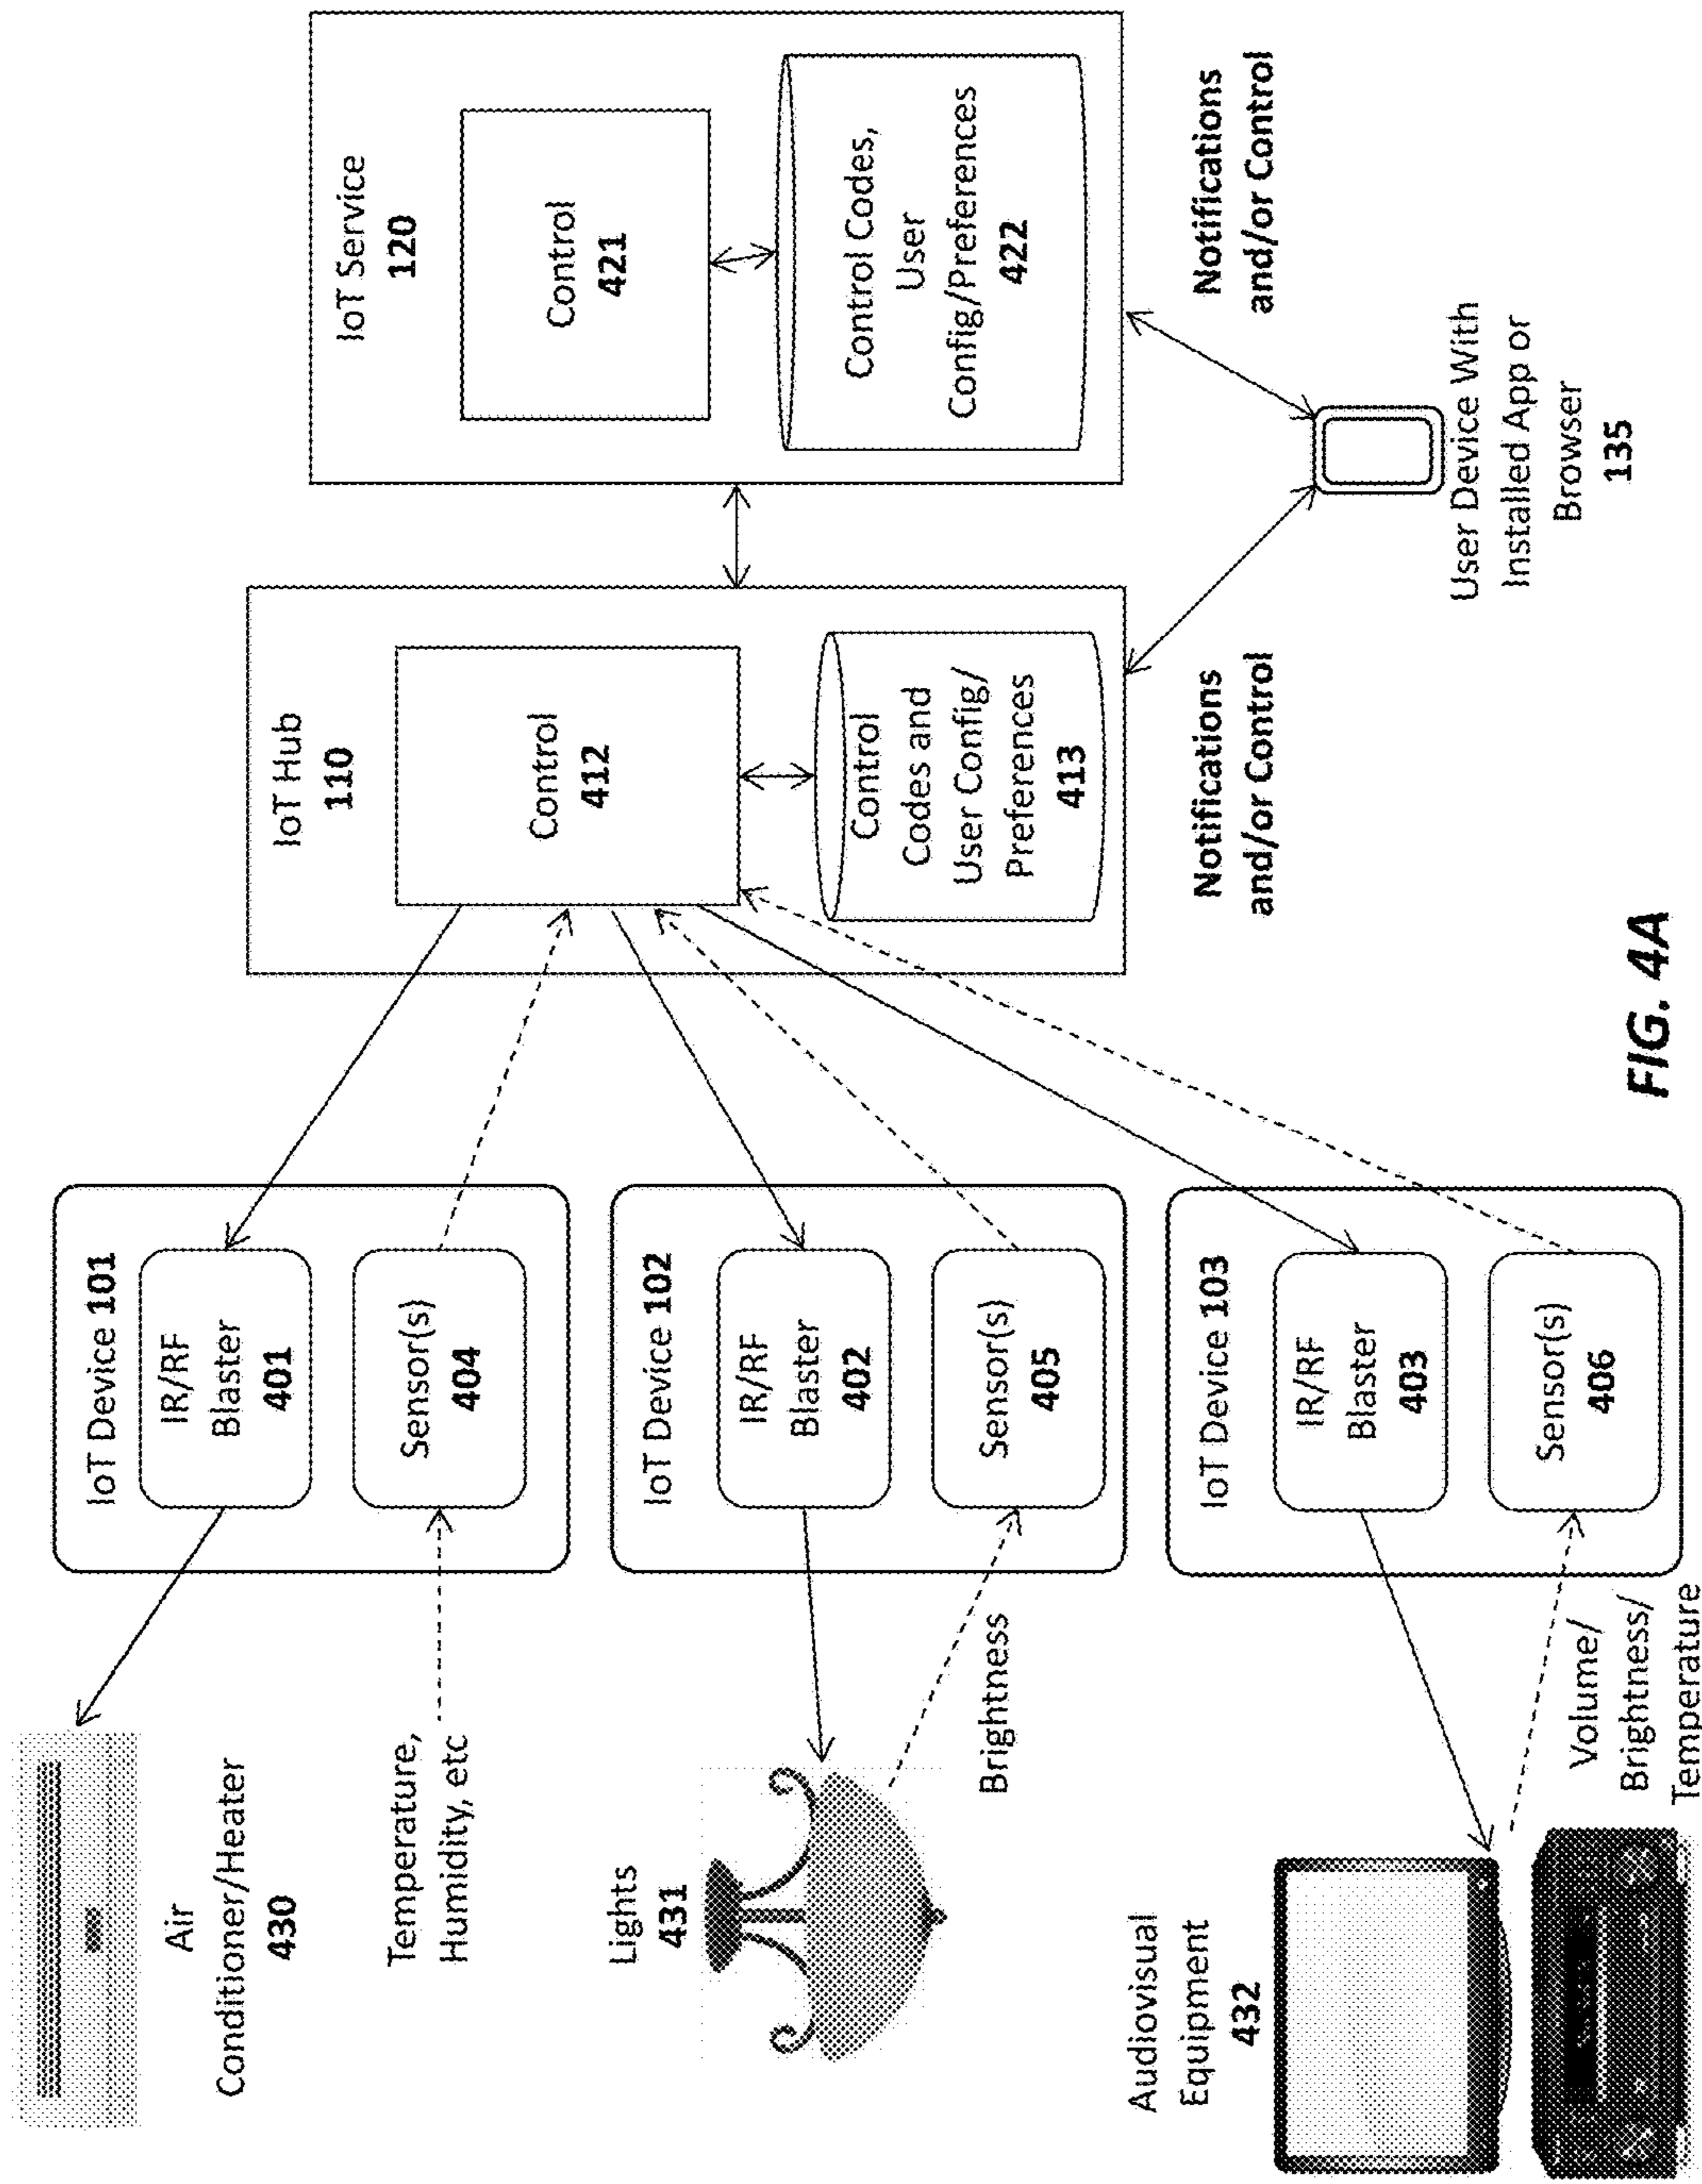 Air
Conditioner/Heater
430
Temperature,
Humidity, etc
Lights
431
Brightness
Audiovisual
Equipment
432
Volume/
Brightness/
Temperature
IoT Device 101
IR/RF
Blaster
401
Sensor(s)
404
IoT Device 102
IR/RF
Blaster
402
Sensor(s)
405
IoT Device 103
IR/RF
Blaster
403
Sensor(s)
406
IoT Hub
110
Control
412
Control
Codes and
User Config/
Preferences
413
Notifications
and/or Control
IoT Service
120
Control
421
Control Codes,
User
Config/Preferences
422
Notifications
and/or Control
User Device With
Installed App or
Browser
135
FIG. 4A